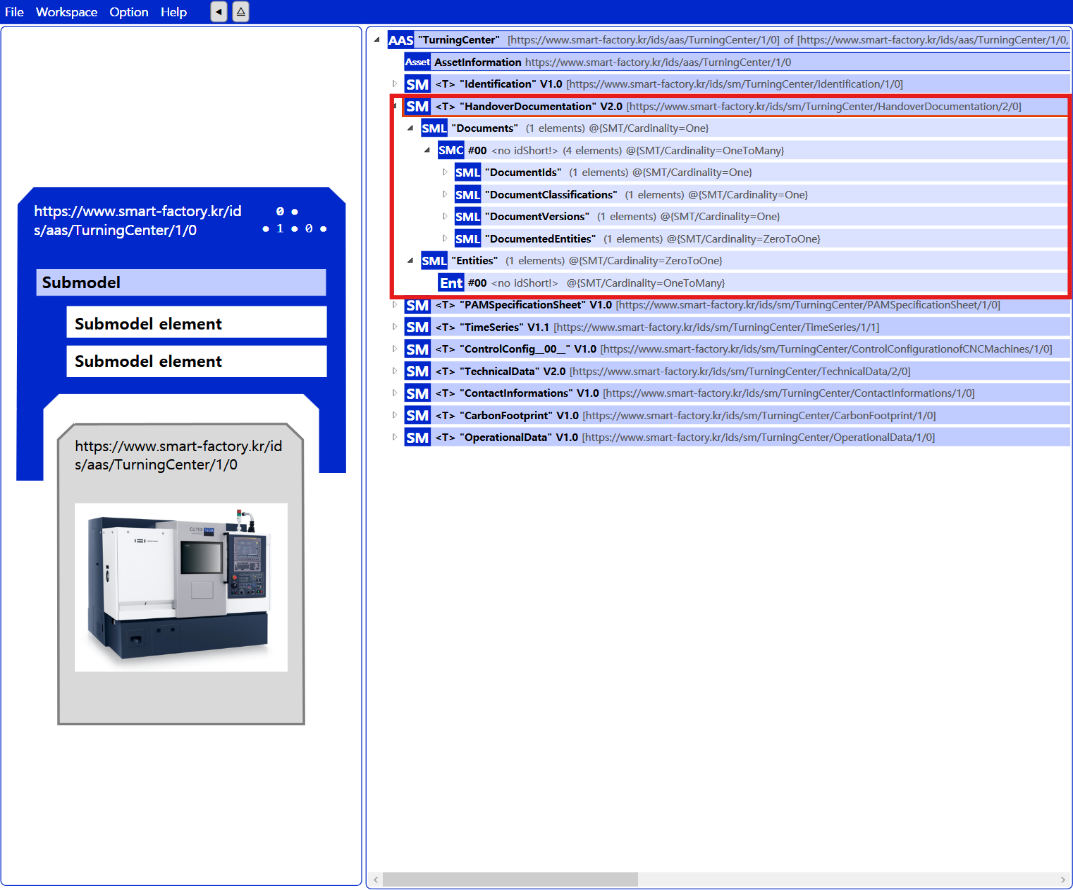 File Workspace Option Help
https://www.smart-factory.kr/id
s/aas/TurningCenter/1/0
0
1 0
Submodel
Submodel element
Submodel element
https://www.smart-factory.kr/id
s/aas/TurningCenter/1/0
AAS "TurningCenter" [https://www.smart-factory.kr/ids/aas/TurningCenter/1/0] of [https://www.smart-factory.kr/ids/aas/TurningCenter/1/0,
Asset AssetInformation https://www.smart-factory.kr/ids/aas/TurningCenter/1/0
SM <T> "Identification" V1.0 [https://www.smart-factory.kr/ids/sm/TurningCenter/Identification/1/0]
SM <T> "HandoverDocumentation" V2.0 [https://www.smart-factory.kr/ids/sm/TurningCenter/HandoverDocumentation/2/0]
SML "Documents" (1 elements) @{SMT/Cardinality=One}
SMC #00 <no idShort!> (4 elements) @{SMT/Cardinality=OneToMany}
SML "DocumentIds" (1 elements) @{SMT/Cardinality=One}
SML "DocumentClassifications" (1 elements) @{SMT/Cardinality=One}
SML "DocumentVersions" (1 elements) @{SMT/Cardinality=One}
SML "DocumentedEntities" (1 elements) @{SMT/Cardinality=ZeroToOne}
SML "Entities" (1 elements) @{SMT/Cardinality=ZeroToOne}
Ent #00 <no idShort!> @{SMT/Cardinality=OneToMany}
SM <T> "PAMSpecificationSheet" V1.0 [https://www.smart-factory.kr/ids/sm/TurningCenter/PAMSpecificationSheet/1/0]
SM <T> "TimeSeries" V1.1 [https://www.smart-factory.kr/ids/sm/TurningCenter/TimeSeries/1/1]
SM <T> "ControlConfig__00__" V1.0 [https://www.smart-factory.kr/ids/sm/TurningCenter/ControlConfigurationofCNCMachines/1/0]
SM <T> "TechnicalData" V2.0 [https://www.smart-factory.kr/ids/sm/TurningCenter/TechnicalData/2/0]
SM <T> "ContactInformations" V1.0 [https://www.smart-factory.kr/ids/sm/TurningCenter/ContactInformations/1/0]
SM <T> "CarbonFootprint" V1.0 [https://www.smart-factory.kr/ids/sm/TurningCenter/CarbonFootprint/1/0]
SM <T> "OperationalData" V1.0 [https://www.smart-factory.kr/ids/sm/TurningCenter/OperationalData/1/0]